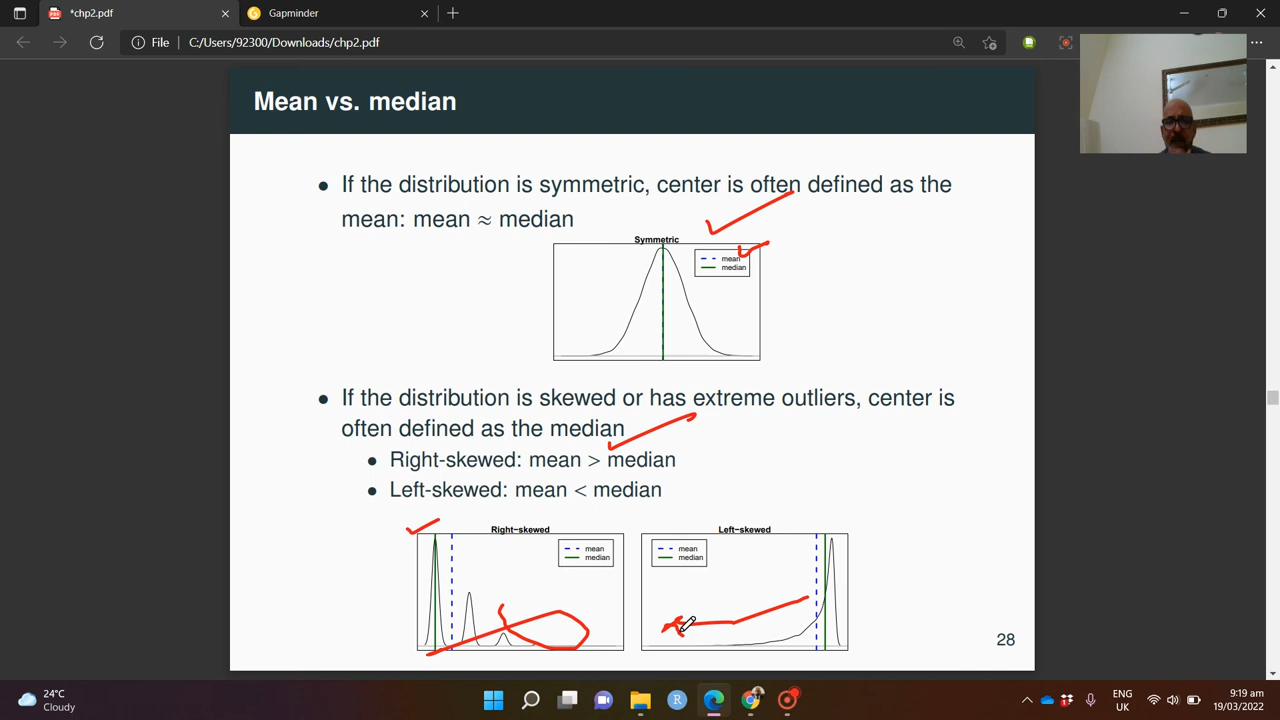 *chp2.pdf
Gapminder
File
C:/Users/92300/Downloads/chp2.pdf
Mean vs. median
• If the distribution is symmetric, center is often defined as the
mean: mean ≈ median
Symmetric
mean
median
• If the distribution is skewed or has extreme outliers, center is
often defined as the median
• Right-skewed: mean > median
• Left-skewed: mean < median
Right−skewed
mean
median
Left−skewed
mean
median
28
24°C
Cloudy
ENG
UK
9:19 am
19/03/2022